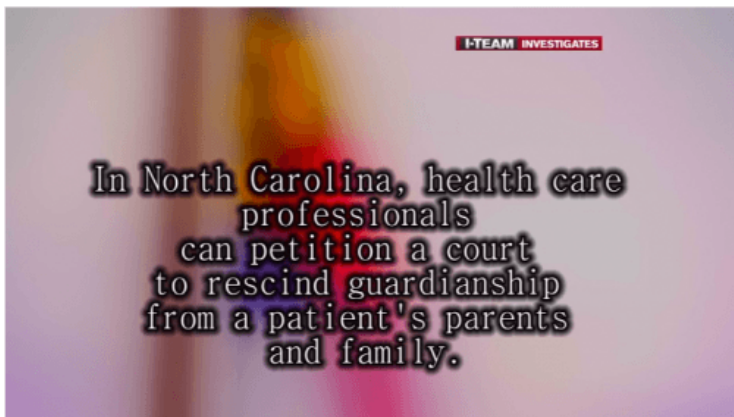 I-TEAM INVESTIGATES
In North Carolina, health care
professionals
can petition a court
to rescind guardianship
from a patient's parents
and family.